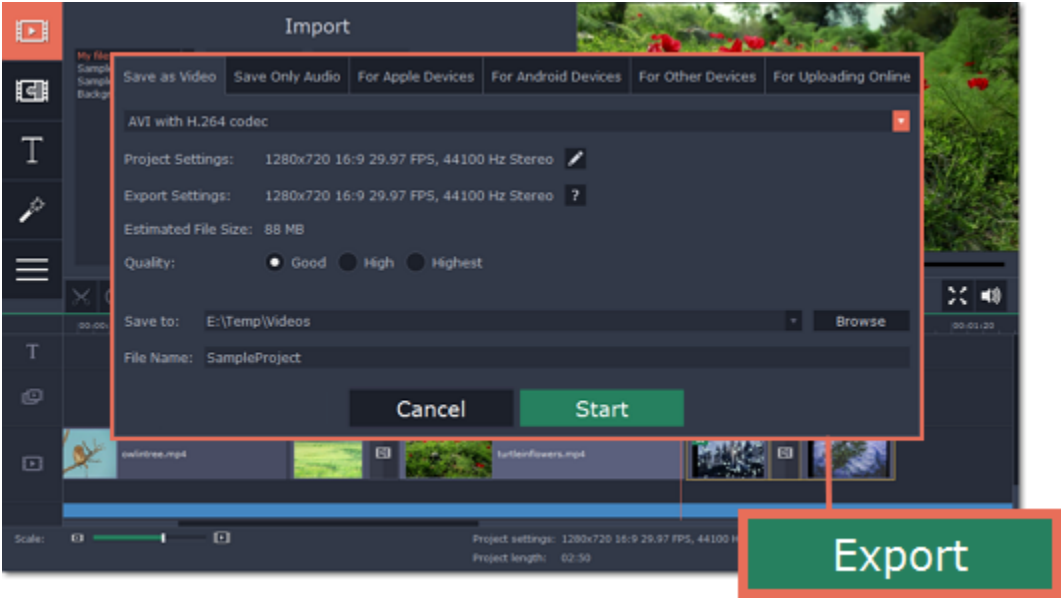 Import
My files
Save as Video
Save Only Audio
For Apple Devices
For Android Devices
For Other Devices
For Uploading Online
AVI with H.264 codec
Project Settings: 1280x720 16:9 29.97 FPS, 44100 Hz Stereo
Export Settings: 1280x720 16:9 29.97 FPS, 44100 Hz Stereo ?
Estimated File Size: 88 MB
Quality: Good High Highest
Save to: E:\Temp\Videos Browse
File Name: SampleProject
Cancel Start
00:01:20
T
T
owlintree.mp4
turtleinflowers.mp4
Scale:
Project settings: 1280x720 16:9 29.97 FPS, 44100 H
Project length: 02:50
Export